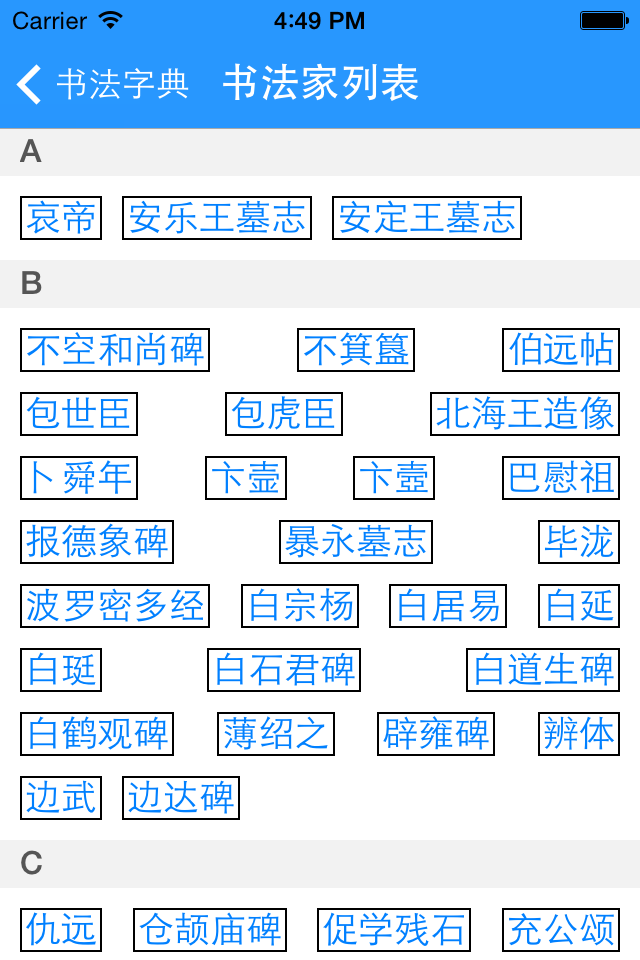 Carrier 4:49 PM
书法字典 书法家列表
A
哀帝 安乐王墓志 安定王墓志
B
不空和尚碑 不箕簋 伯远帖
包世臣 包虎臣 北海王造像
卜舜年 卞壶 卞壼 巴慰祖
报德象碑 暴永墓志 毕泷
波罗密多经 白宗杨 白居易 白延
白珽 白石君碑 白道生碑
白鹤观碑 薄绍之 辟雍碑 辨体
边武 边达碑
C
仇远 仓颉庙碑 促学残石 充公颂